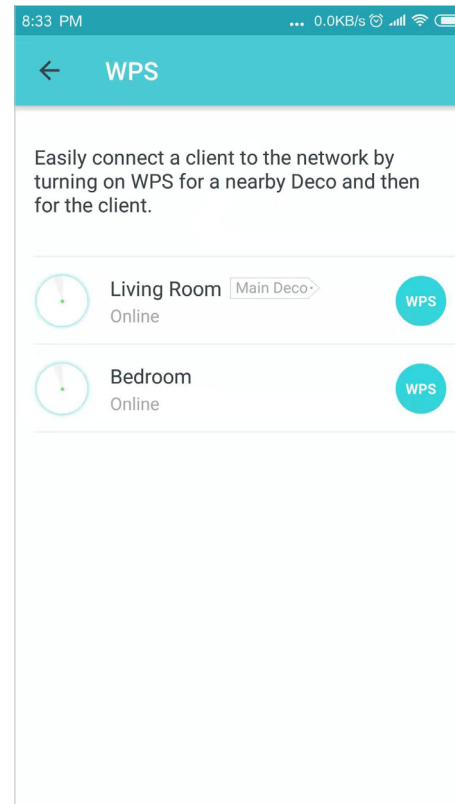 8:33 PM ... 0.0KB/s
WPS
Easily connect a client to the network by
turning on WPS for a nearby Deco and then
for the client.
Living Room Main Deco
WPS
Online
Bedroom
WPS
Online